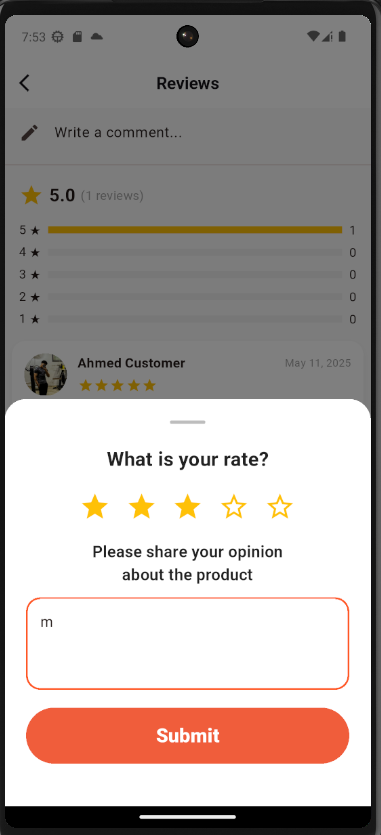 7:53
Reviews
Write a comment...
5.0 (1 reviews)
5 ★ 1
4 ★ 0
3 ★ 0
2 ★ 0
1 ★ 0
Ahmed Customer May 11, 2025
What is your rate?
Please share your opinion
about the product
m
Submit